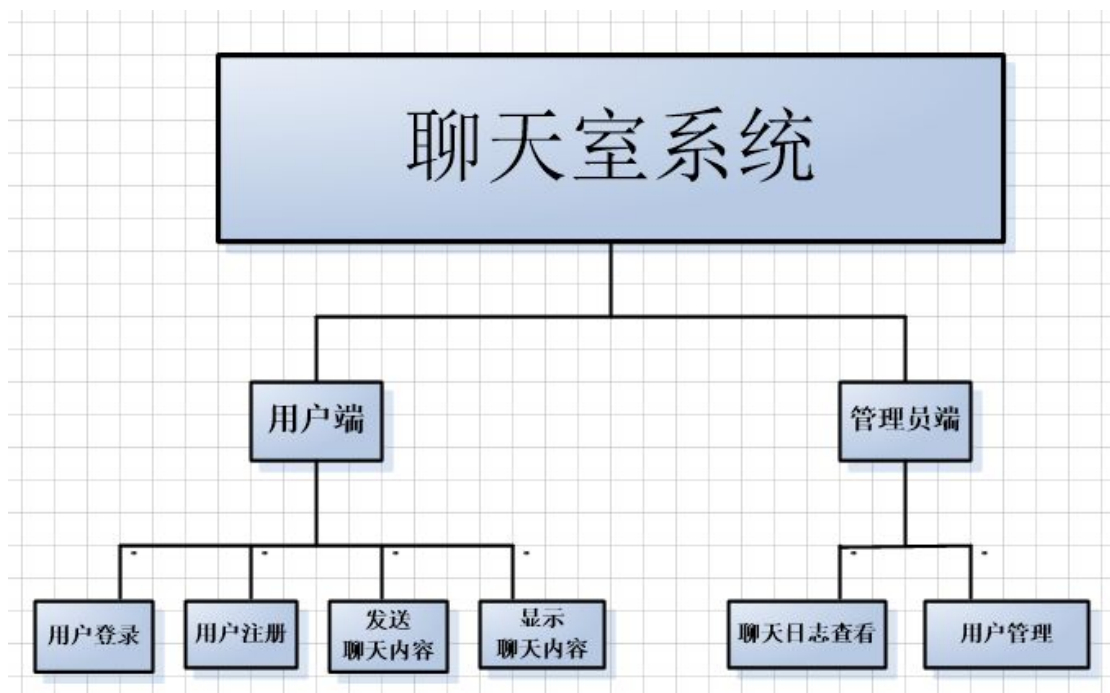 聊天室系统
用户端
管理员端
用户登录
用户注册
发送
聊天内容
显示
聊天内容
聊天日志查看
用户管理